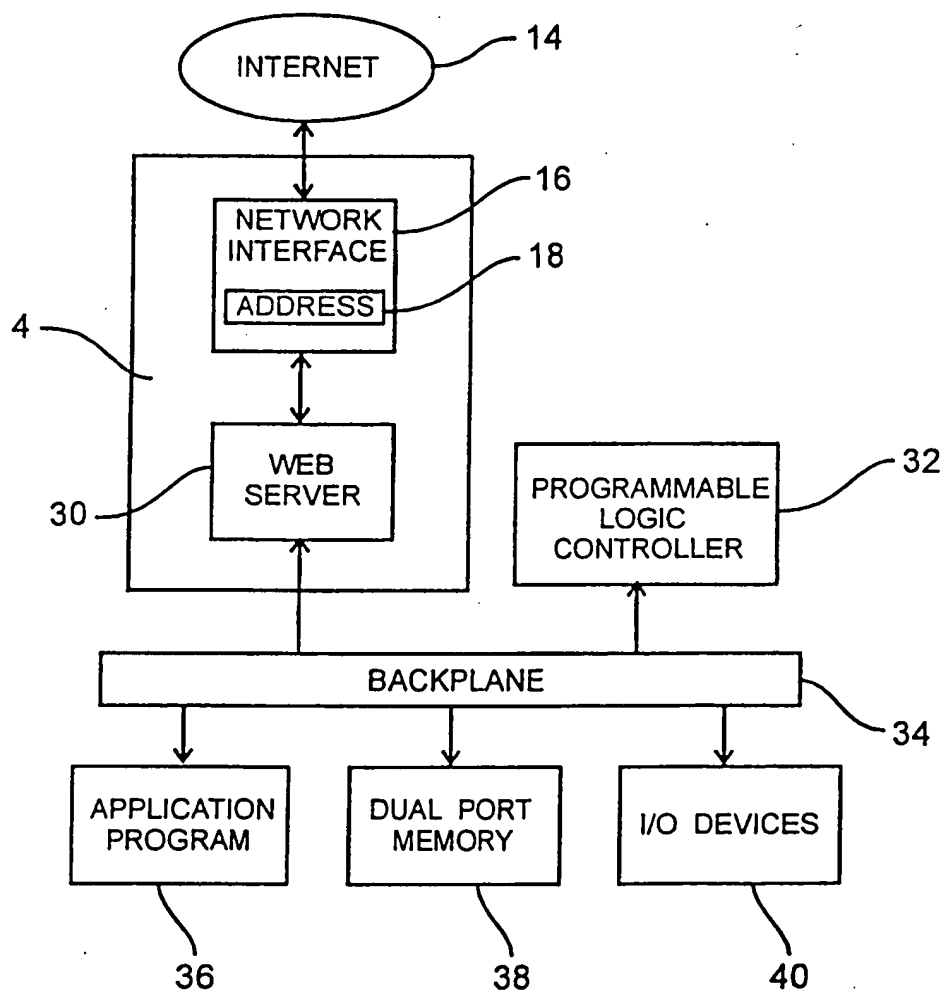 INTERNET
14
NETWORK
INTERFACE
16
ADDRESS
18
4
WEB
SERVER
30
PROGRAMMABLE
LOGIC
CONTROLLER
32
BACKPLANE
34
APPLICATION
PROGRAM
DUAL PORT
MEMORY
I/O DEVICES
36
38
40